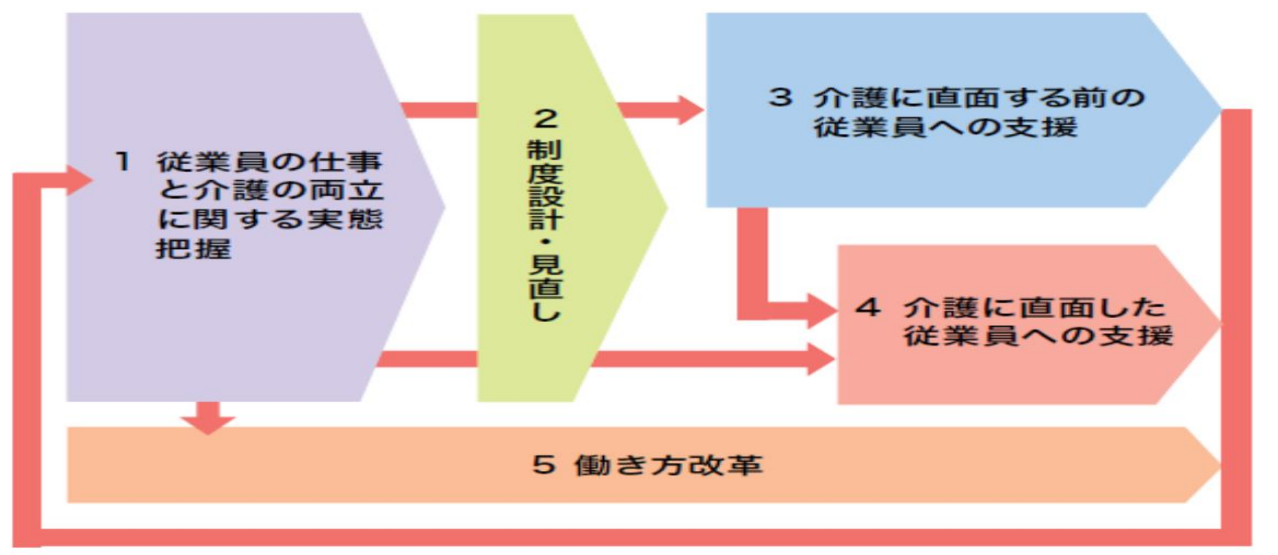 1 従業員の仕事
と介護の両立
に関する実態
把握
2 制度設計・見直し
3 介護に直面する前の
従業員への支援
4 介護に直面した
従業員への支援
5 働き方改革